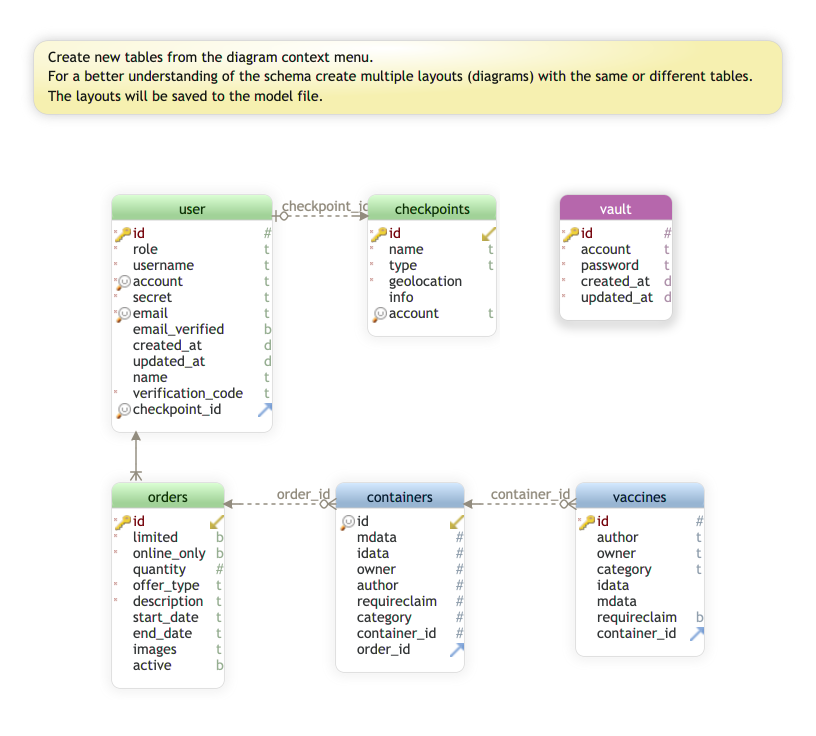 Create new tables from the diagram context menu.
For a better understanding of the schema create multiple layouts (diagrams) with the same or different tables.
The layouts will be saved to the model file.
user
id #
role t
username t
account t
secret t
email t
email_verified b
created_at d
updated_at d
name t
verification_code t
checkpoint_id
checkpoint_id
checkpoints
id
name t
type t
geolocation
info
account t
vault
id #
account t
password t
created_at d
updated_at d
orders
id
limited b
online_only b
quantity #
offer_type t
description t
start_date t
end_date t
images t
active b
order_id
containers
id
mdata #
idata #
owner #
author #
requireclaim #
category #
container_id #
order_id
container_id
vaccines
id #
author t
owner t
category t
idata
mdata
requireclaim b
container_id